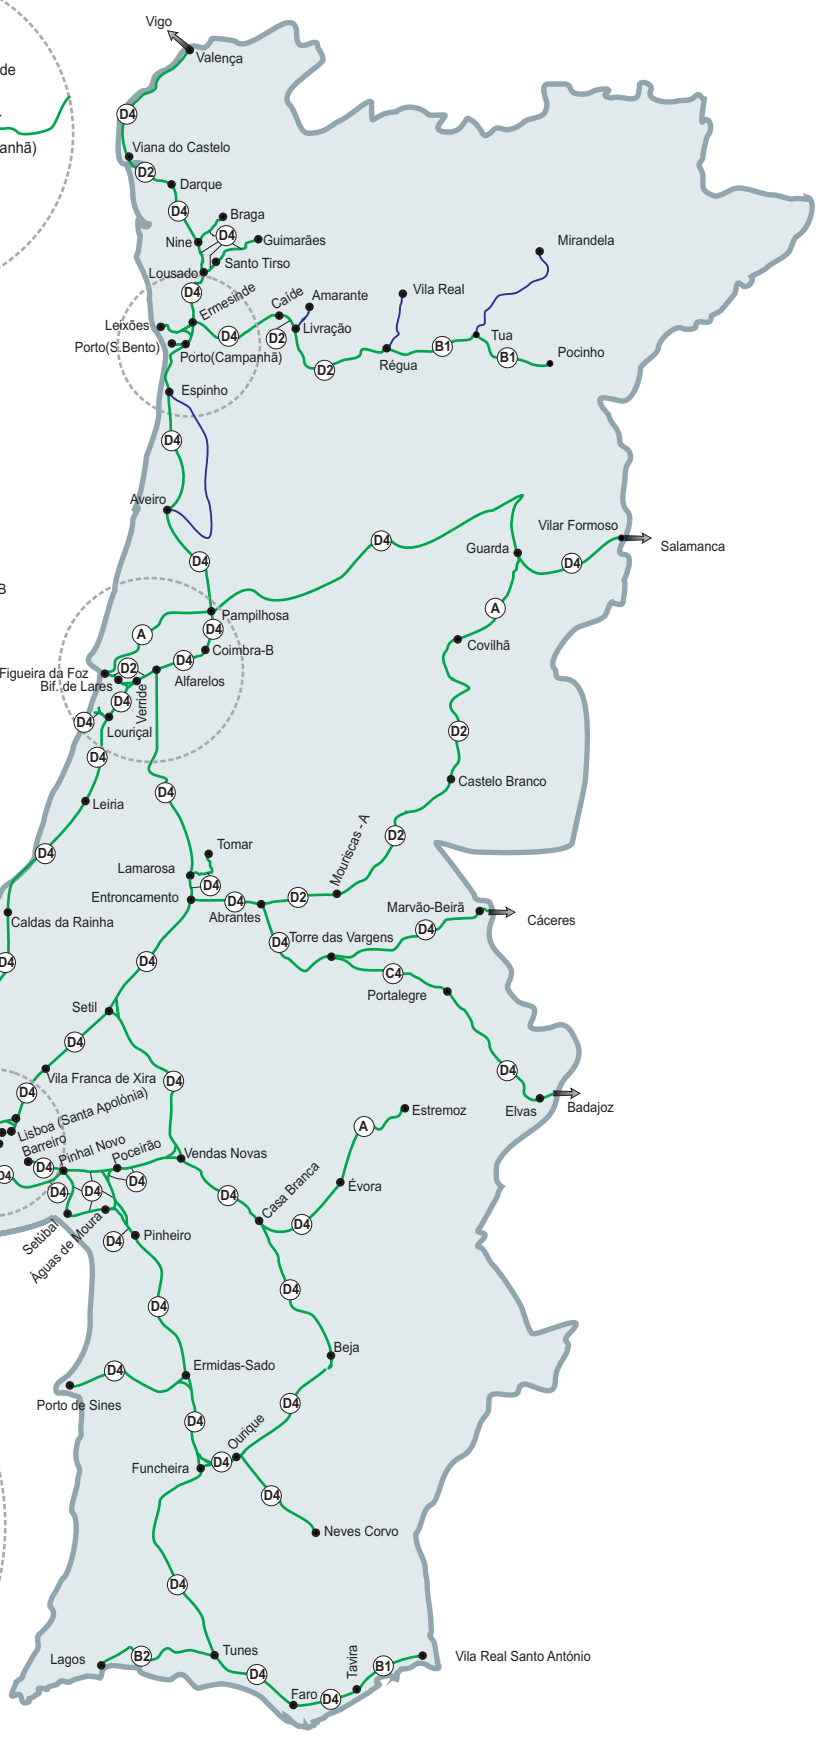 Vigo
Valença
de
D4
anhã)
Viana do Castelo
D2
Darque
D4
Braga
D4
Nine
Guimarães
Mirandela
Santo Tirso
Lousado
D4
Caíde
Amarante
Vila Real
Ermesinde
Leixões
D4
D2
Livração
Tua
Porto(S.Bento)
Porto(Campanhã)
B1
Pocinho
B1
D2
Régua
Espinho
D4
Aveiro
Vilar Formoso
D4
Salamanca
Guarda
D4
D4
B
A
Pampilhosa
D4
A
Covilhã
Coimbra-B
D4
D2
Figueira da Foz
Alfarelos
Bif. de Lares
Verride
D4
D4
Louriçal
D2
D4
Castelo Branco
D4
Leiria
Mouriscas - A
D2
Tomar
D4
Lamarosa
D4
Entroncamento
D4
D2
Marvão-Beirã
Abrantes
Cáceres
Caldas da Rainha
D4
Torre das Vargens
D4
D4
D4
C4
Portalegre
Setil
D4
Vila Franca de Xira
D4
D4
D4
Lisboa (Santa Apolónia)
Estremoz
Elvas
Badajoz
A
Barreiro
Pinhal Novo
Poceirão
Vendas Novas
D4
D4
D4
D4
D4
Casa Branca
Évora
D4
D4
Setúbal
Águas de Moura
D4
Pinheiro
D4
D4
Beja
Ermidas-Sado
D4
Porto de Sines
D4
D4
Ourique
Funcheira
D4
D4
Neves Corvo
D4
Lagos
B2
Tunes
Tavira
B1
Vila Real Santo António
D4
Faro
D4